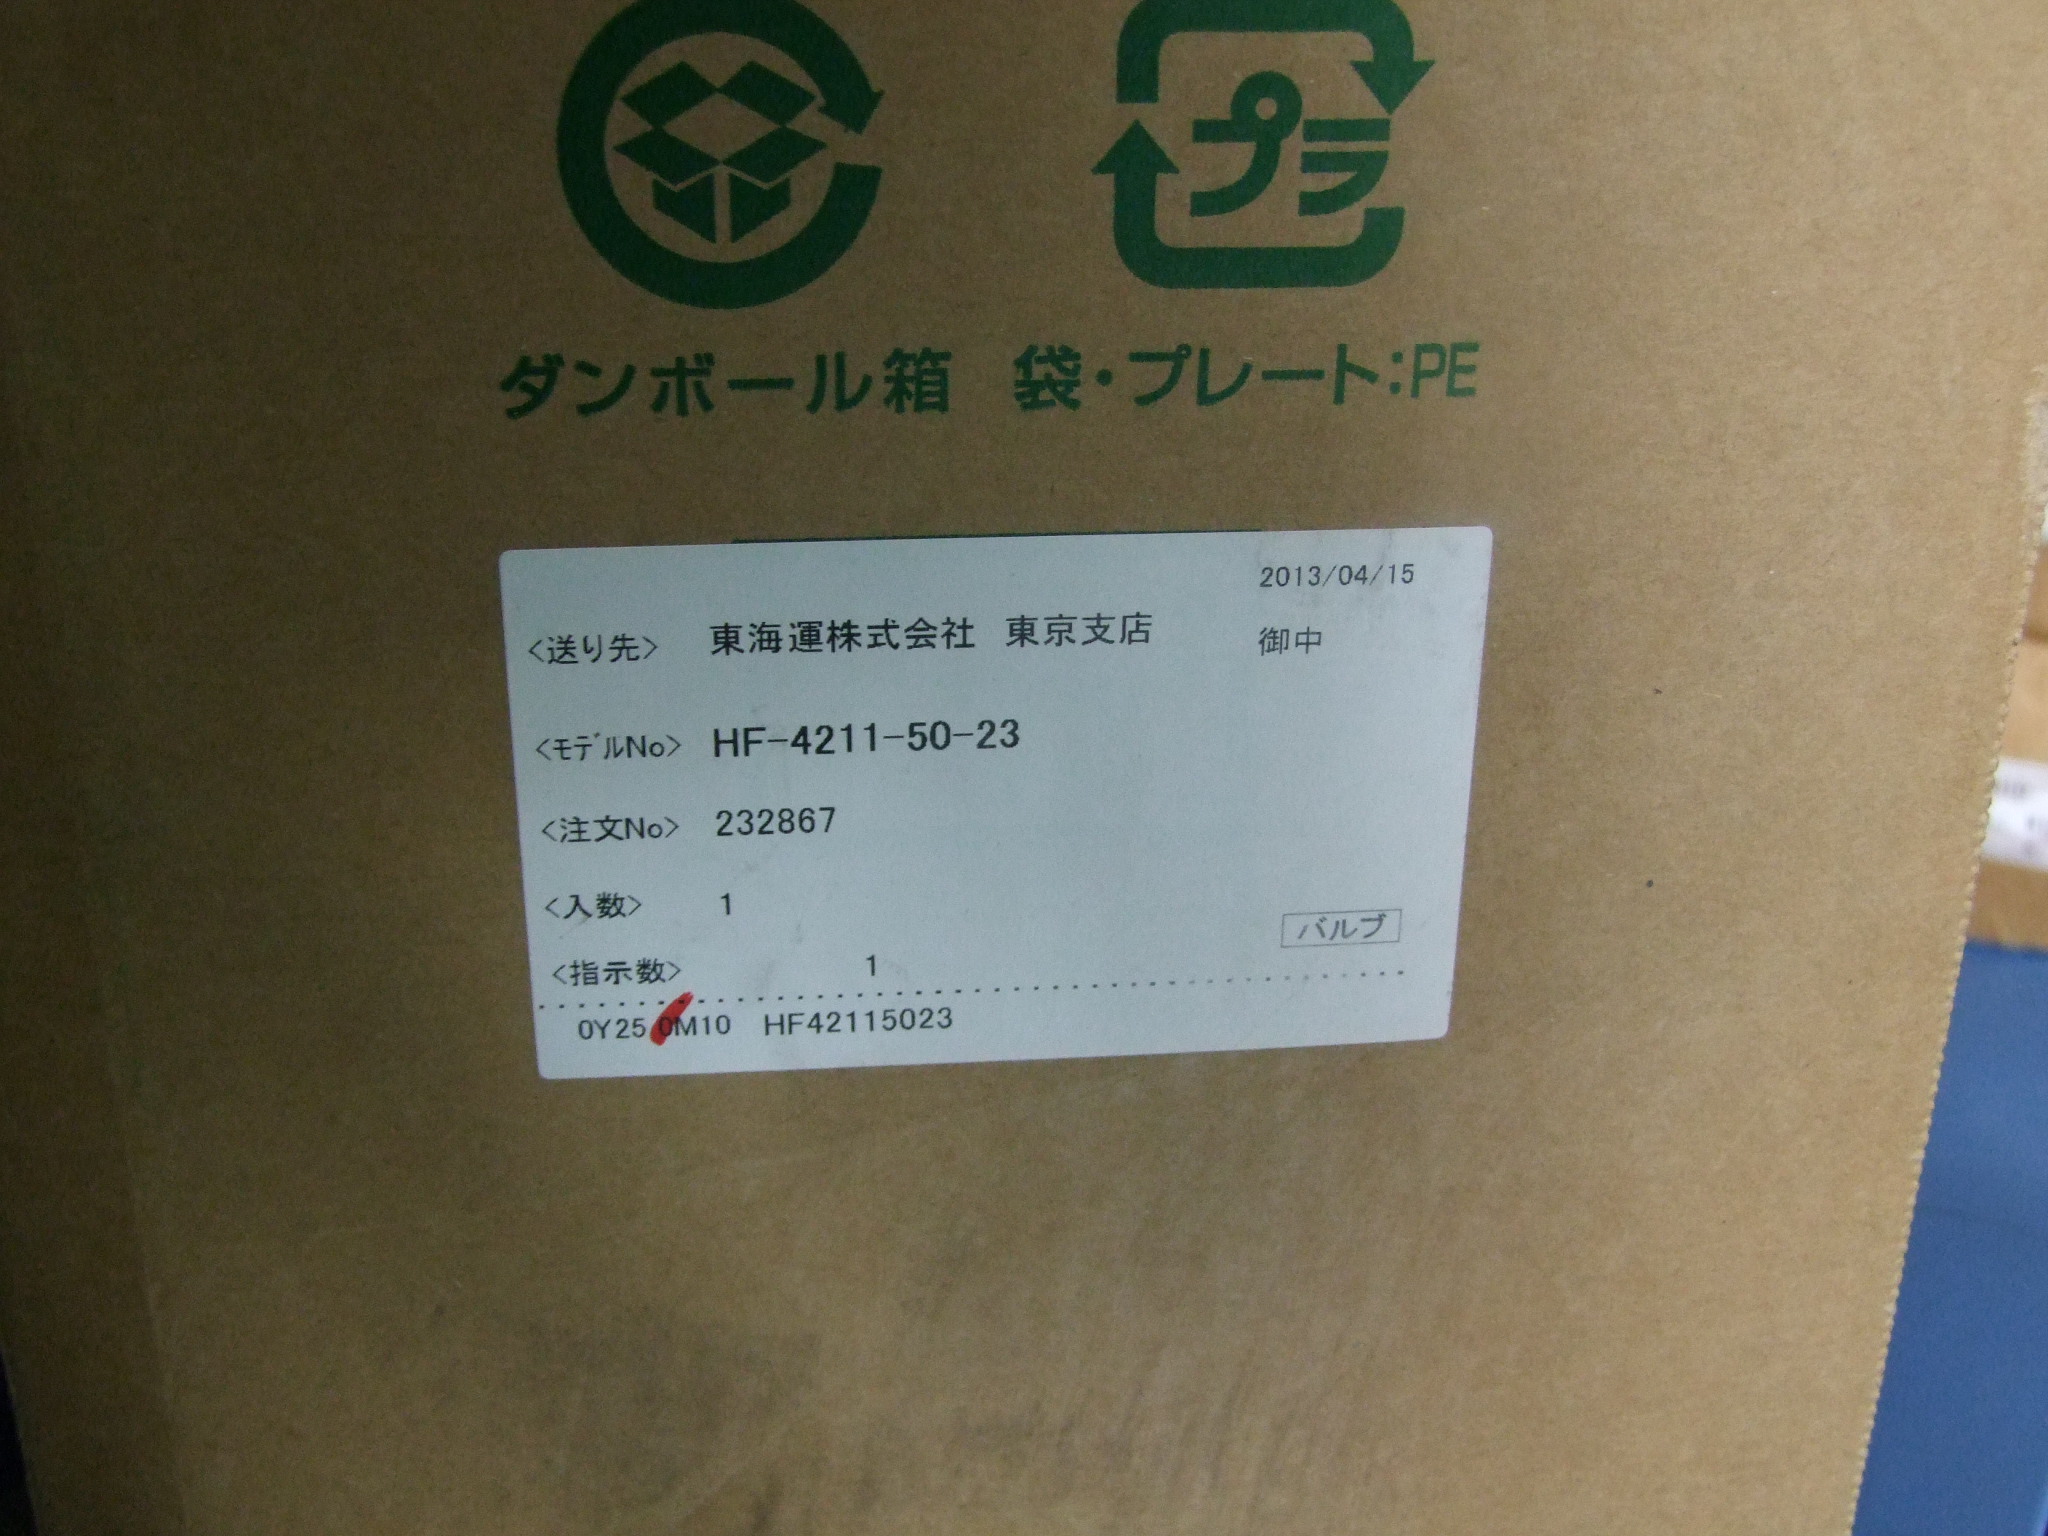 プラ
ダンボール箱 袋・プレート:PE
2013/04/15
<送り先> 東海運株式会社 東京支店 御中
<ﾓﾃﾞﾙNo> HF-4211-50-23
<注文No> 232867
<入数> 1
バルブ
<指示数> 1
0Y25 0M10 HF42115023